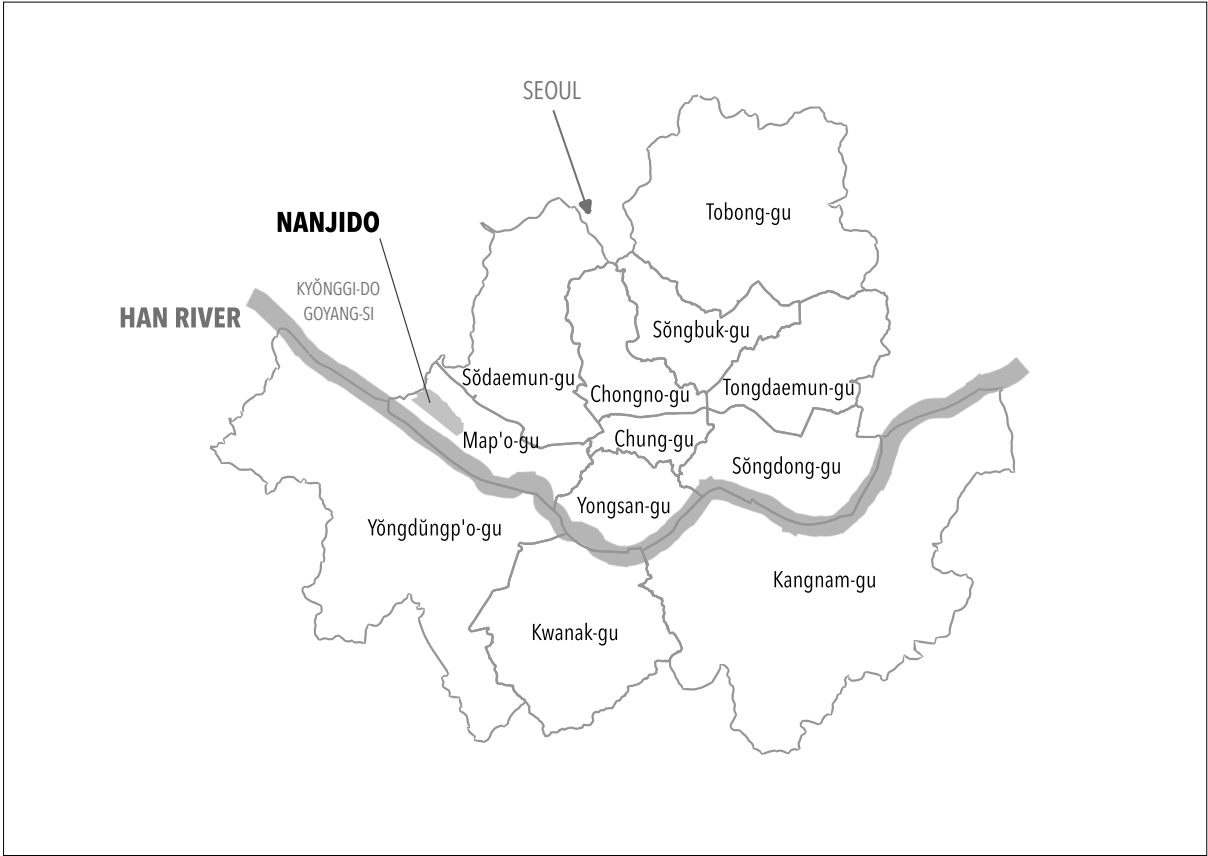 SEOUL
Tobong-gu
NANJIDO
KYŎNGGI-DO
GOYANG-SI
HAN RIVER
Sŏngbuk-gu
Sŏdaemun-gu
Chongno-gu
Tongdaemun-gu
Map'o-gu
Chung-gu
Sŏngdong-gu
Yongsan-gu
Yŏngdŭngp'o-gu
Kangnam-gu
Kwanak-gu